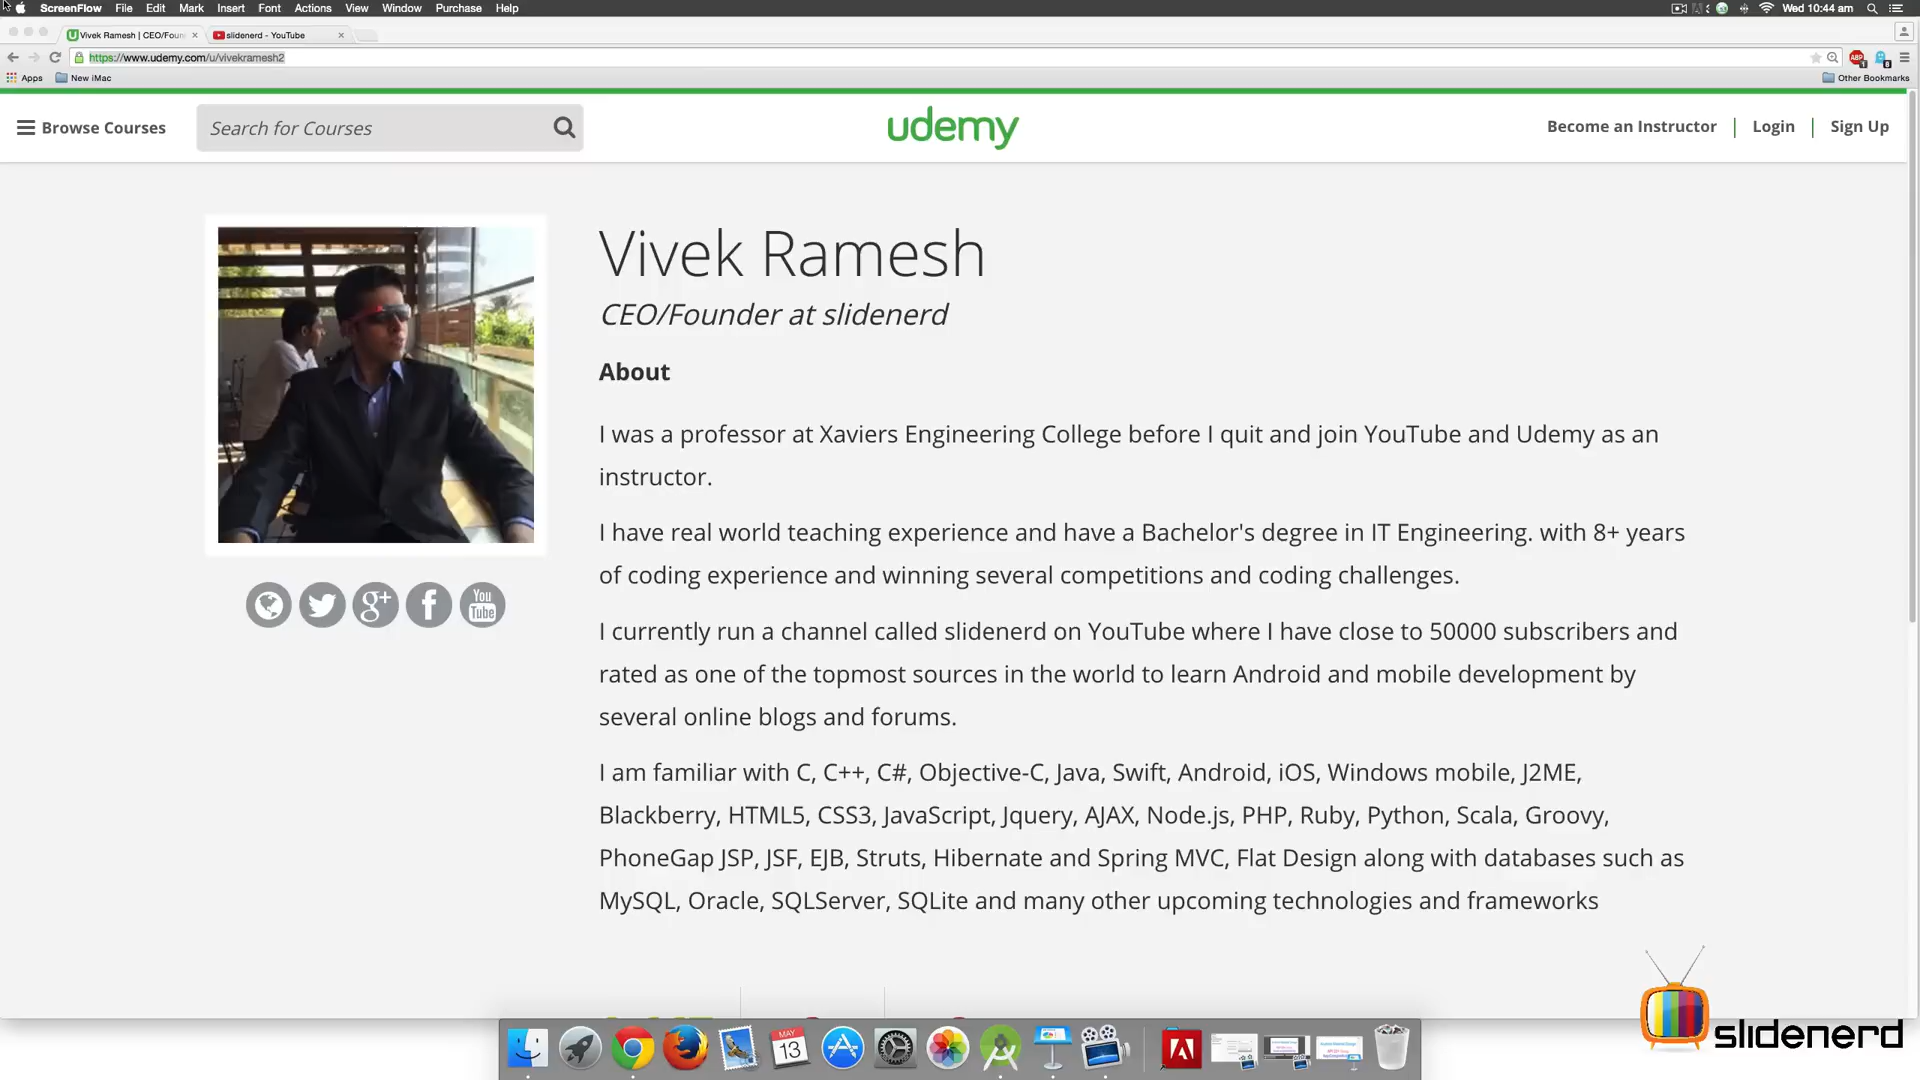 ScreenFlow File Edit Mark Insert Font Actions View Window Purchase Help Wed 10:44 am
Vivek Ramesh | CEO/Foun slidenerd - YouTube
https://www.udemy.com/u/vivekramesh2
Apps New iMac Other Bookmarks
Browse Courses Search for Courses udemy Become an Instructor Login Sign Up
Vivek Ramesh
CEO/Founder at slidenerd
About
I was a professor at Xaviers Engineering College before I quit and join YouTube and Udemy as an
instructor.
I have real world teaching experience and have a Bachelor's degree in IT Engineering. with 8+ years
of coding experience and winning several competitions and coding challenges.
I currently run a channel called slidenerd on YouTube where I have close to 50000 subscribers and
rated as one of the topmost sources in the world to learn Android and mobile development by
several online blogs and forums.
I am familiar with C, C++, C#, Objective-C, Java, Swift, Android, iOS, Windows mobile, J2ME,
Blackberry, HTML5, CSS3, JavaScript, Jquery, AJAX, Node.js, PHP, Ruby, Python, Scala, Groovy,
PhoneGap JSP, JSF, EJB, Struts, Hibernate and Spring MVC, Flat Design along with databases such as
MySQL, Oracle, SQLServer, SQLite and many other upcoming technologies and frameworks
g+ f You
Tube
ABP
MAY
13
slidenerd